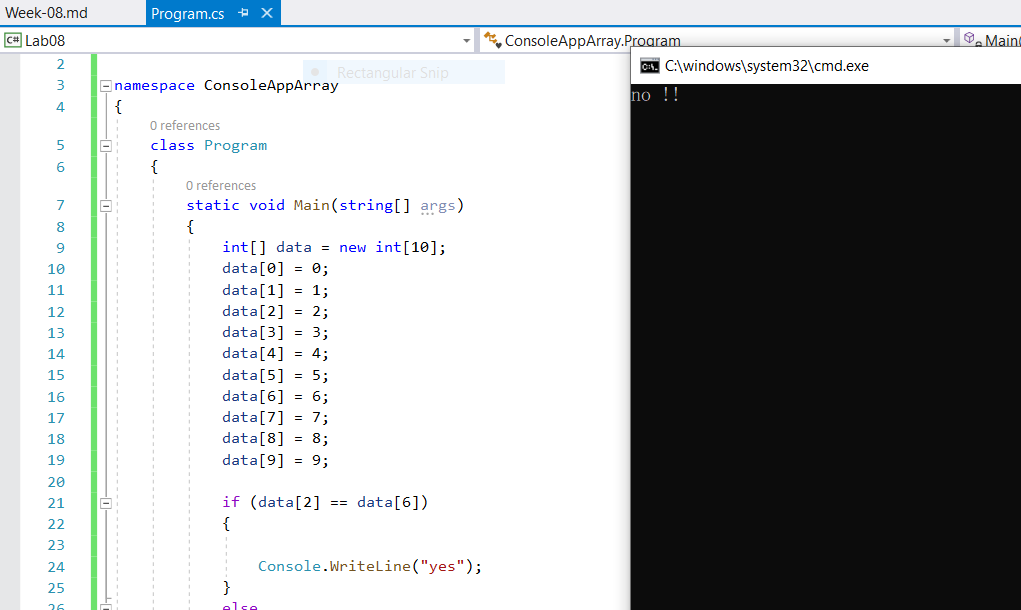 Week-08.md
Program.cs
C# Lab08
ConsoleAppArray.Program
Main(
Rectangular Snip
2
3 namespace ConsoleAppArray
4 {
0 references
5 class Program
6 {
0 references
7 static void Main(string[] args)
8 {
9 int[] data = new int[10];
10 data[0] = 0;
11 data[1] = 1;
12 data[2] = 2;
13 data[3] = 3;
14 data[4] = 4;
15 data[5] = 5;
16 data[6] = 6;
17 data[7] = 7;
18 data[8] = 8;
19 data[9] = 9;
20
21 if (data[2] == data[6])
22 {
23
24 Console.WriteLine("yes");
25 }
26 else
C:\windows\system32\cmd.exe
no !!